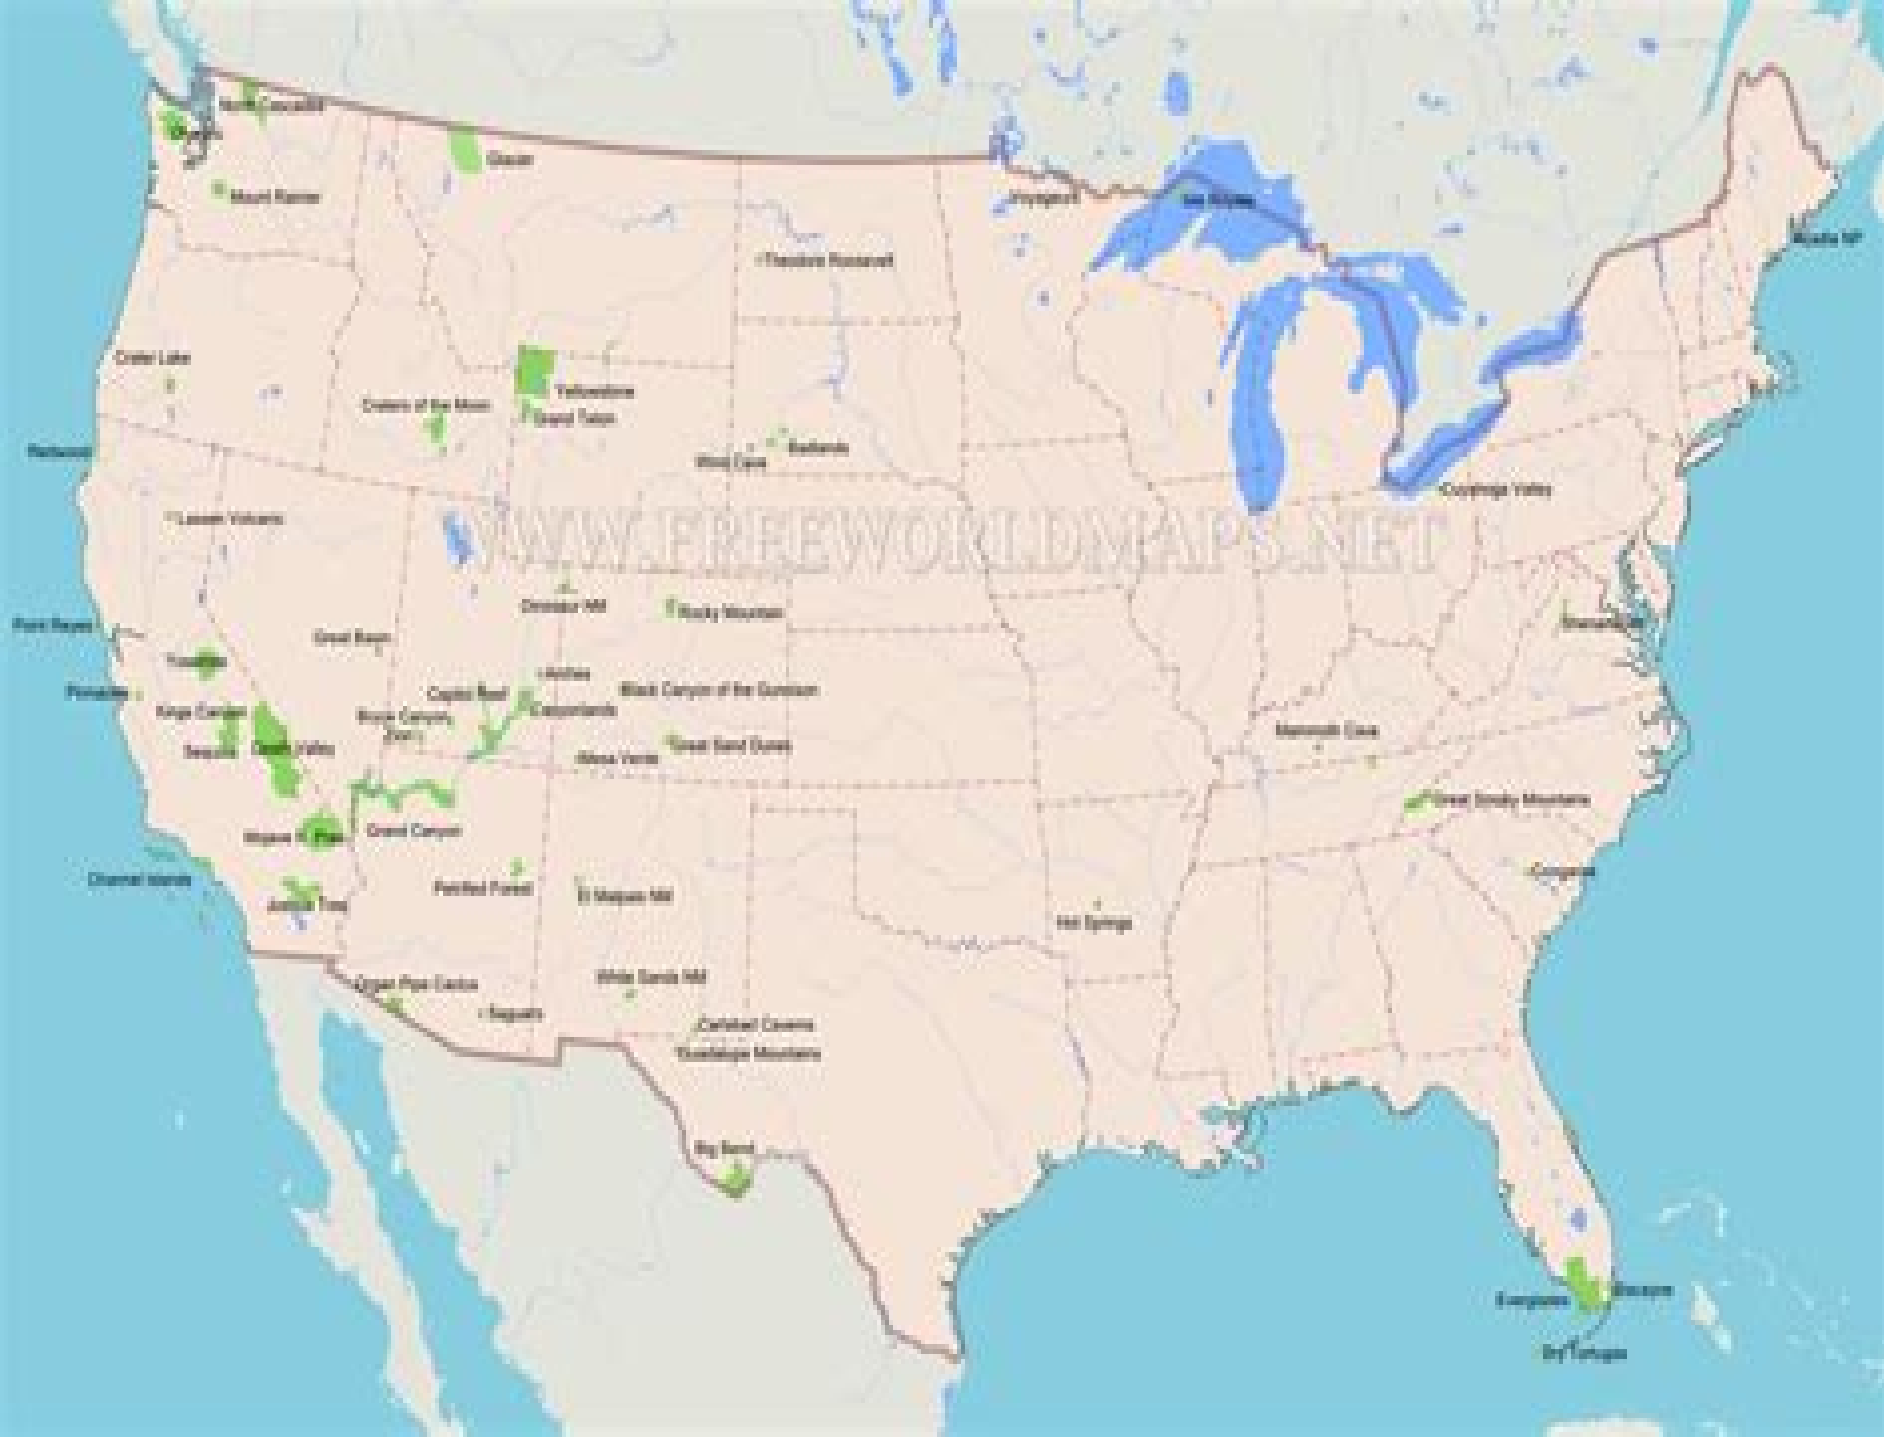 North Cascades
Olympic
Glacier
Mount Rainier
Voyageurs
Isle Royale
Acadia NP
Theodore Roosevelt
Crater Lake
Yellowstone
Craters of the Moon
Grand Teton
Badlands
Wind Cave
Redwood
Cuyahoga Valley
Lassen Volcanic
WWW.FREEWORLDMAPS.NET
Dinosaur NM
Rocky Mountain
Point Reyes
Shenandoah
Great Basin
Yosemite
Arches
Pinnacles
Capitol Reef
Black Canyon of the Gunnison
Kings Canyon
Bryce Canyon
Canyonlands
Zion
Mammoth Cave
Sequoia
Death Valley
Great Sand Dunes
Mesa Verde
Great Smoky Mountains
Mojave N. Pres.
Grand Canyon
Congaree
Channel Islands
Petrified Forest
El Malpais NM
Joshua Tree
Hot Springs
White Sands NM
Organ Pipe Cactus
Saguaro
Carlsbad Caverns
Guadalupe Mountains
Big Bend
Everglades
Biscayne
Dry Tortugas